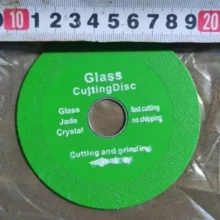 10 1 2 3 4 5 6 7 8 9 20
Glass
CuttingDisc
Glass fast cutting
Jade no chipping
Crystal
Cutting and grinding